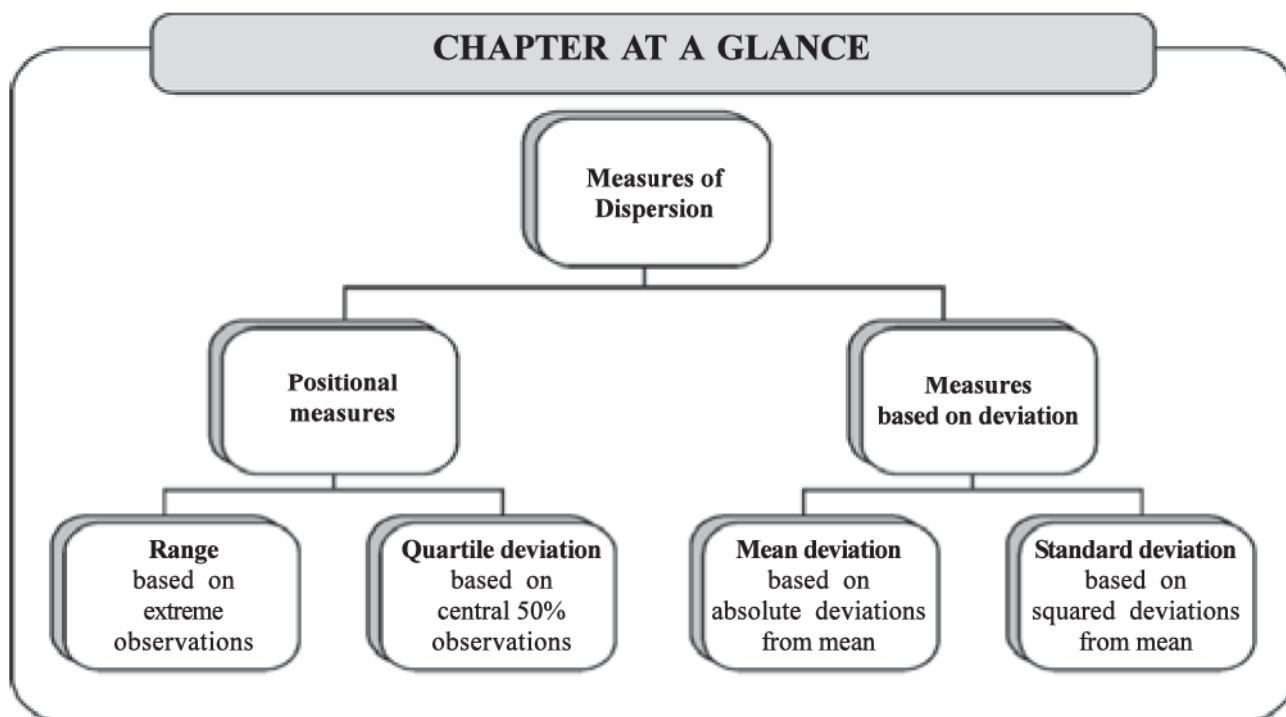 CHAPTER AT A GLANCE
Measures of
Dispersion
Positional
measures
Measures
based on deviation
Range
based on
extreme
observations
Quartile deviation
based on
central 50%
observations
Mean deviation
based on
absolute deviations
from mean
Standard deviation
based on
squared deviations
from mean